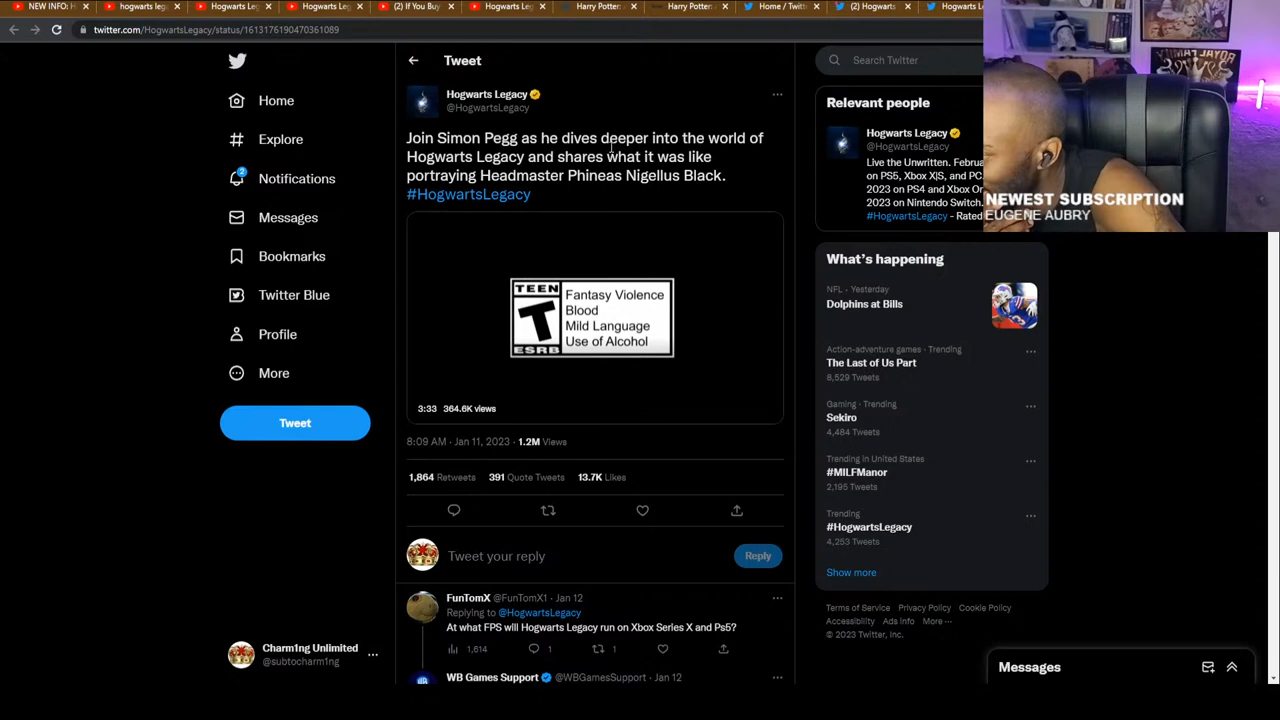 NEW INFO: H
hogwarts lega
Hogwarts Leg
Hogwarts Leg
(2) If You Buy
Hogwarts Leg
Harry Potter:
Harry Potter:
Home / Twitt
(2) Hogwarts
Hogwarts L
twitter.com/HogwartsLegacy/status/1613176190470361089
Home
Explore
2
Notifications
Messages
Bookmarks
Twitter Blue
Profile
More
Tweet
Charm1ng Unlimited
@subtocharm1ng
Tweet
Hogwarts Legacy
@HogwartsLegacy
Join Simon Pegg as he dives deeper into the world of
Hogwarts Legacy and shares what it was like
portraying Headmaster Phineas Nigellus Black.
#HogwartsLegacy
TEEN
T
ESRB
Fantasy Violence
Blood
Mild Language
Use of Alcohol
3:33 364.6K views
8:09 AM · Jan 11, 2023 · 1.2M Views
1,864 Retweets 391 Quote Tweets 13.7K Likes
Tweet your reply
Reply
FunTomX @FunTomX1 · Jan 12
Replying to @HogwartsLegacy
At what FPS will Hogwarts Legacy run on Xbox Series X and Ps5?
1,614 1 1
WB Games Support @WBGamesSupport · Jan 12
Search Twitter
Relevant people
Hogwarts Legacy
@HogwartsLegacy
Live the Unwritten. Februa
on PS5, Xbox X|S, and PC.
2023 on PS4 and Xbox On
2023 on Nintendo Switch.
#HogwartsLegacy - Rated
ROYAL FAMILY
NEWEST SUBSCRIPTION
EUGENE AUBRY
What's happening
NFL · Yesterday
Dolphins at Bills
Action-adventure games · Trending
The Last of Us Part
8,529 Tweets
Gaming · Trending
Sekiro
4,484 Tweets
Trending in United States
#MILFManor
2,195 Tweets
Trending
#HogwartsLegacy
4,253 Tweets
Show more
Terms of Service Privacy Policy Cookie Policy
Accessibility Ads info More ···
© 2023 Twitter, Inc.
Messages